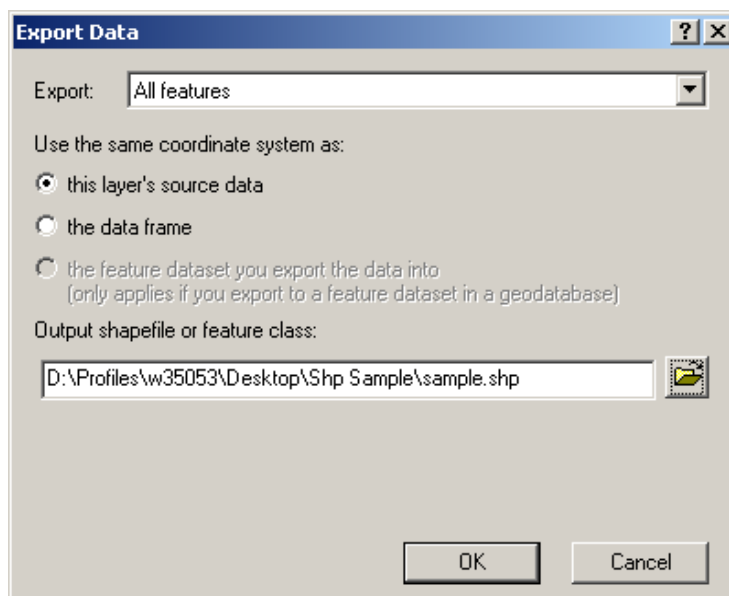 Export Data
Export: All features
Use the same coordinate system as:
this layer's source data
the data frame
the feature dataset you export the data into
(only applies if you export to a feature dataset in a geodatabase)
Output shapefile or feature class:
D:\Profiles\w35053\Desktop\Shp Sample\sample.shp
OK Cancel